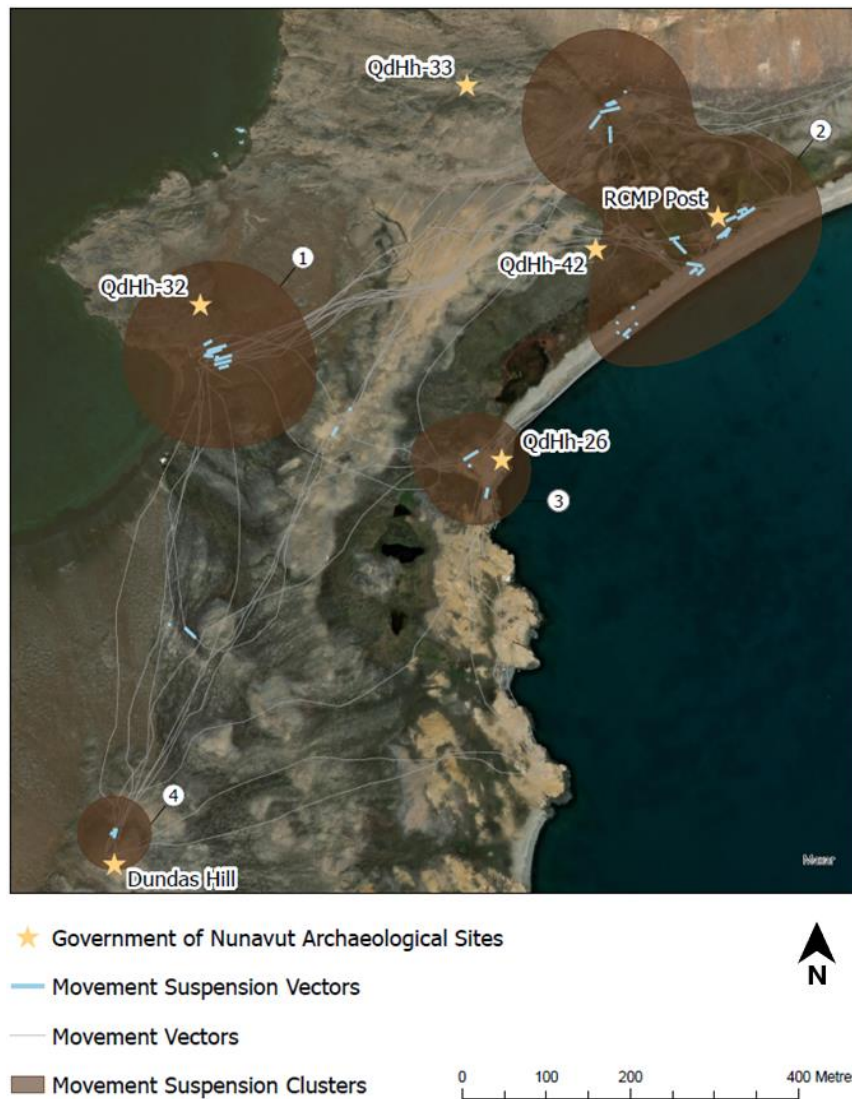 QdHh-33
2
RCMP Post
1
QdHh-42
QdHh-32
QdHh-26
3
4
Dundas Hill
Maxar
Government of Nunavut Archaeological Sites
Movement Suspension Vectors
N
Movement Vectors
Movement Suspension Clusters
0 100 200 400 Metre